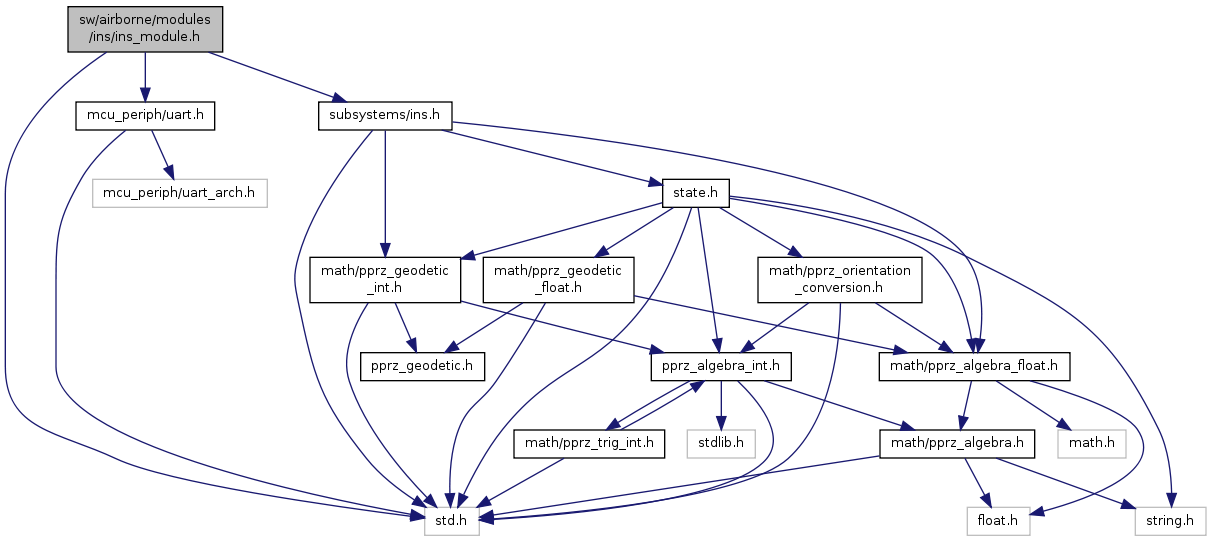 sw/airborne/modules
/ins/ins_module.h
mcu_periph/uart.h
subsystems/ins.h
mcu_periph/uart_arch.h
state.h
math/pprz_geodetic
_int.h
math/pprz_geodetic
_float.h
math/pprz_orientation
_conversion.h
pprz_geodetic.h
pprz_algebra_int.h
math/pprz_algebra_float.h
math/pprz_trig_int.h
stdlib.h
math/pprz_algebra.h
math.h
std.h
float.h
string.h